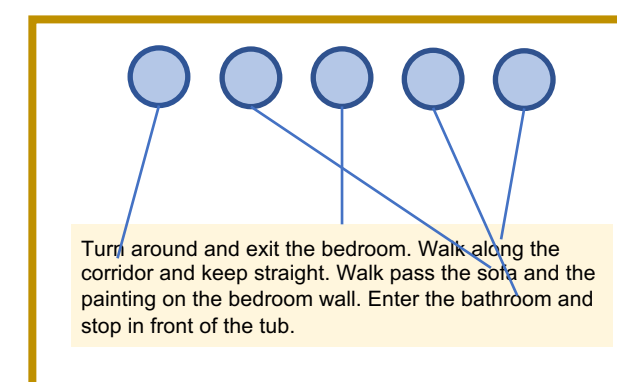 Turn around and exit the bedroom. Walk along the
corridor and keep straight. Walk pass the sofa and the
painting on the bedroom wall. Enter the bathroom and
stop in front of the tub.